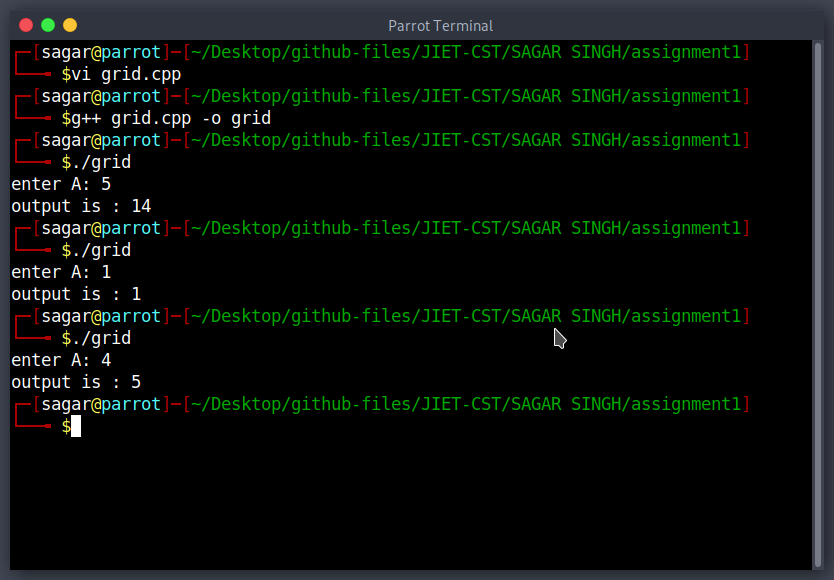 Parrot Terminal
┌─[sagar@parrot]─[~/Desktop/github-files/JIET-CST/SAGAR SINGH/assignment1]
└──╼ $vi grid.cpp
┌─[sagar@parrot]─[~/Desktop/github-files/JIET-CST/SAGAR SINGH/assignment1]
└──╼ $g++ grid.cpp -o grid
┌─[sagar@parrot]─[~/Desktop/github-files/JIET-CST/SAGAR SINGH/assignment1]
└──╼ $./grid
enter A: 5
output is : 14
┌─[sagar@parrot]─[~/Desktop/github-files/JIET-CST/SAGAR SINGH/assignment1]
└──╼ $./grid
enter A: 1
output is : 1
┌─[sagar@parrot]─[~/Desktop/github-files/JIET-CST/SAGAR SINGH/assignment1]
└──╼ $./grid
enter A: 4
output is : 5
┌─[sagar@parrot]─[~/Desktop/github-files/JIET-CST/SAGAR SINGH/assignment1]
└──╼ $